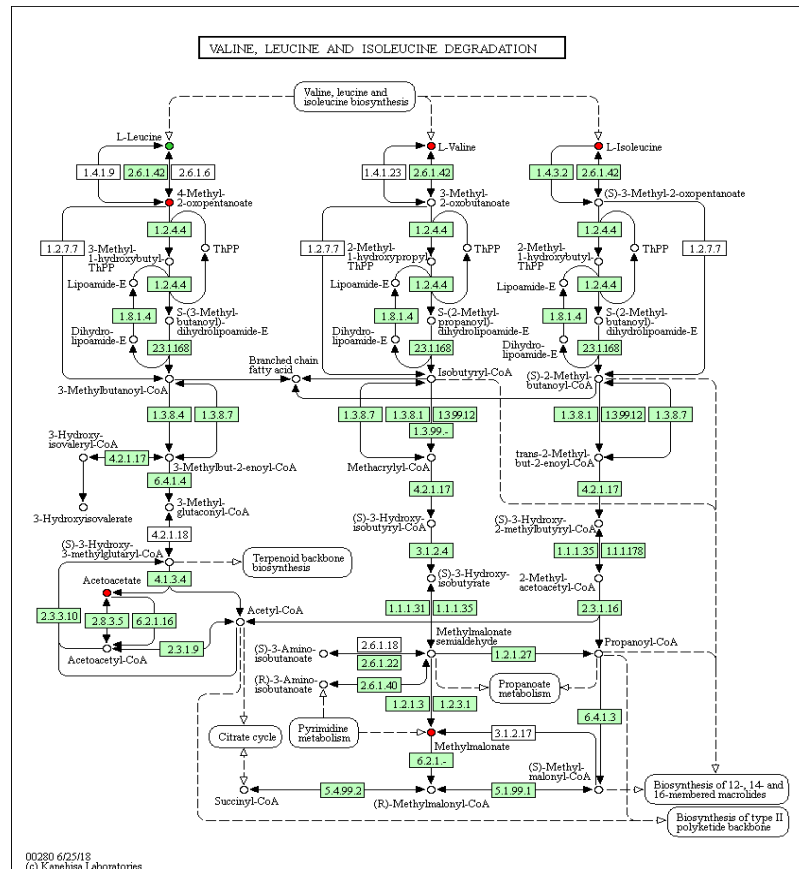 VALINE, LEUCINE AND ISOLEUCINE DEGRADATION
Valine, leucine and
isoleucine biosynthesis
L-Leucine
L-Valine
L-Isoleucine
1.4.1.9
2.6.1.42
2.6.1.6
1.4.1.23
2.6.1.42
1.4.3.2
2.6.1.42
4-Methyl-
2-oxopentanoate
3-Methyl-2-
oxobutanoate
(S)-3-Methyl-2-oxopentanoate
1.2.4.4
1.2.4.4
1.2.4.4
1.2.7.7
3-Methyl-
1-hydroxybutyl-
ThPP
ThPP
1.2.7.7
2-Methyl-
1-hydroxypropyl-
ThPP
ThPP
2-Methyl-
1-hydroxybutyl-
ThPP
ThPP
1.2.7.7
Lipoamide-E
1.2.4.4
Lipoamide-E
1.2.4.4
Lipoamide-E
1.2.4.4
1.8.1.4
S-(3-Methyl-
butanoyl)-
dihydrolipoamide-E
1.8.1.4
S-(2-Methyl-
propanoyl)-
dihydrolipoamide-E
1.8.1.4
S-(2-Methyl-
butanoyl)-
dihydrolipoamide-E
Dihydro-
lipoamide-E
Dihydro-
lipoamide-E
Dihydro-
lipoamide-E
2.3.1.168
2.3.1.168
2.3.1.168
Branched chain
fatty acid
3-Methylbutanoyl-CoA
Isobutyryl-CoA
(S)-2-Methyl-
butanoyl-CoA
1.3.8.4
1.3.8.7
1.3.8.7
1.3.8.1
1.3.99.12
1.3.99.-
1.3.8.1
1.3.99.12
1.3.8.7
3-Hydroxy-
isovaleryl-CoA
4.2.1.17
3-Methylbut-2-enoyl-CoA
Methacrylyl-CoA
trans-2-Methyl-
but-2-enoyl-CoA
6.4.1.4
4.2.1.17
4.2.1.17
3-Methyl-
glutaconyl-CoA
3-Hydroxyisovalerate
4.2.1.18
(S)-3-Hydroxy-
isobutyryl-CoA
(S)-3-Hydroxy-
2-methylbutyryl-CoA
(S)-3-Hydroxy-
3-methylglutaryl-CoA
3.1.2.4
1.1.1.35
1.1.1.178
Terpenoid backbone
biosynthesis
Acetoacetate
4.1.3.4
(S)-3-Hydroxy-
isobutyrate
2-Methyl-
acetoacetyl-CoA
2.3.3.10
2.8.3.5
6.2.1.16
Acetyl-CoA
1.1.1.31
1.1.1.35
2.3.1.16
Acetoacetyl-CoA
2.3.1.9
(S)-3-Amino-
isobutanoate
2.6.1.18
2.6.1.22
Methylmalonate
semialdehyde
1.2.1.27
Propanoyl-CoA
(R)-3-Amino-
isobutanoate
2.6.1.40
Propanoate
metabolism
1.2.1.3
1.2.3.1
6.4.1.3
Citrate cycle
Pyrimidine
metabolism
Methylmalonate
3.1.2.17
6.2.1.-
(S)-Methyl-
malonyl-CoA
Succinyl-CoA
5.4.99.2
(R)-Methylmalonyl-CoA
5.1.99.1
Biosynthesis of 12-, 14- and
16-membered macrolides
Biosynthesis of type II
polyketide backbone
00280 6/25/18
(c) Kanehisa Laboratories